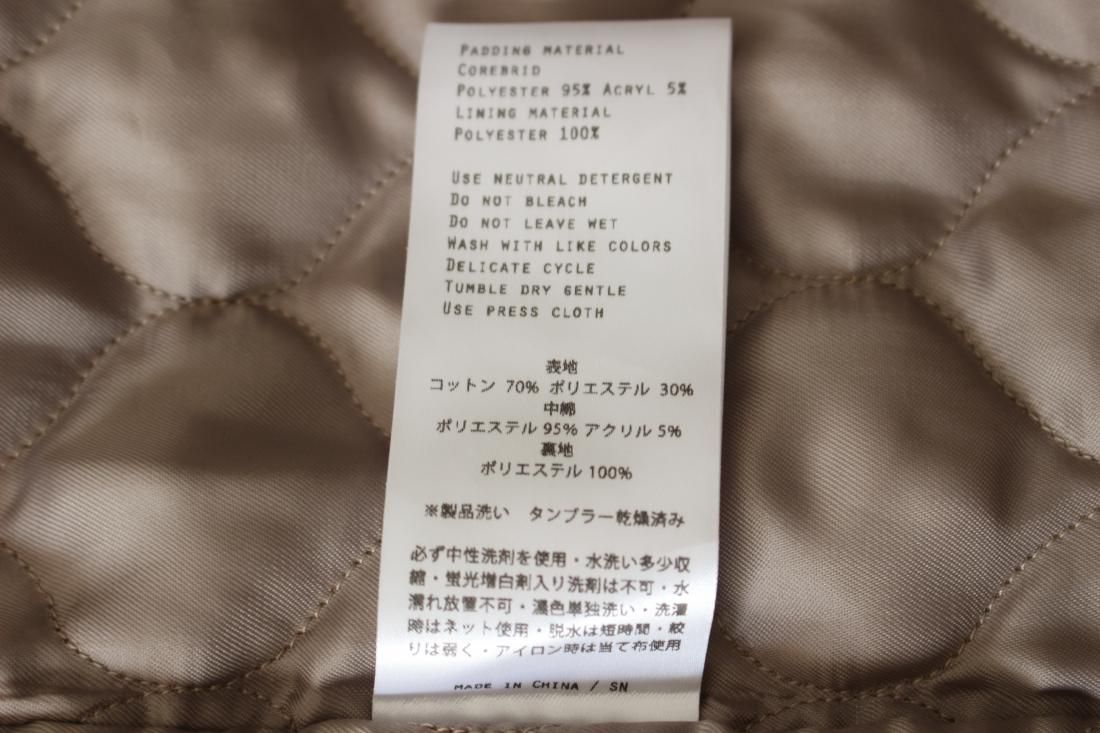 PADDING MATERIAL
COREBRID
POLYESTER 95% ACRYL 5%
LINING MATERIAL
POLYESTER 100%
USE NEUTRAL DETERGENT
DO NOT BLEACH
DO NOT LEAVE WET
WASH WITH LIKE COLORS
DELICATE CYCLE
TUMBLE DRY GENTLE
USE PRESS CLOTH
表地
コットン 70% ポリエステル 30%
中綿
ポリエステル 95% アクリル 5%
裏地
ポリエステル 100%
※製品洗い タンブラー乾燥済み
必ず中性洗剤を使用・水洗い多少収
縮・蛍光増白剤入り洗剤は不可・水
濡れ放置不可・濃色単独洗い・洗濯
時はネット使用・脱水は短時間・絞
りは弱く・アイロン時は当て布使用
MADE IN CHINA / SN